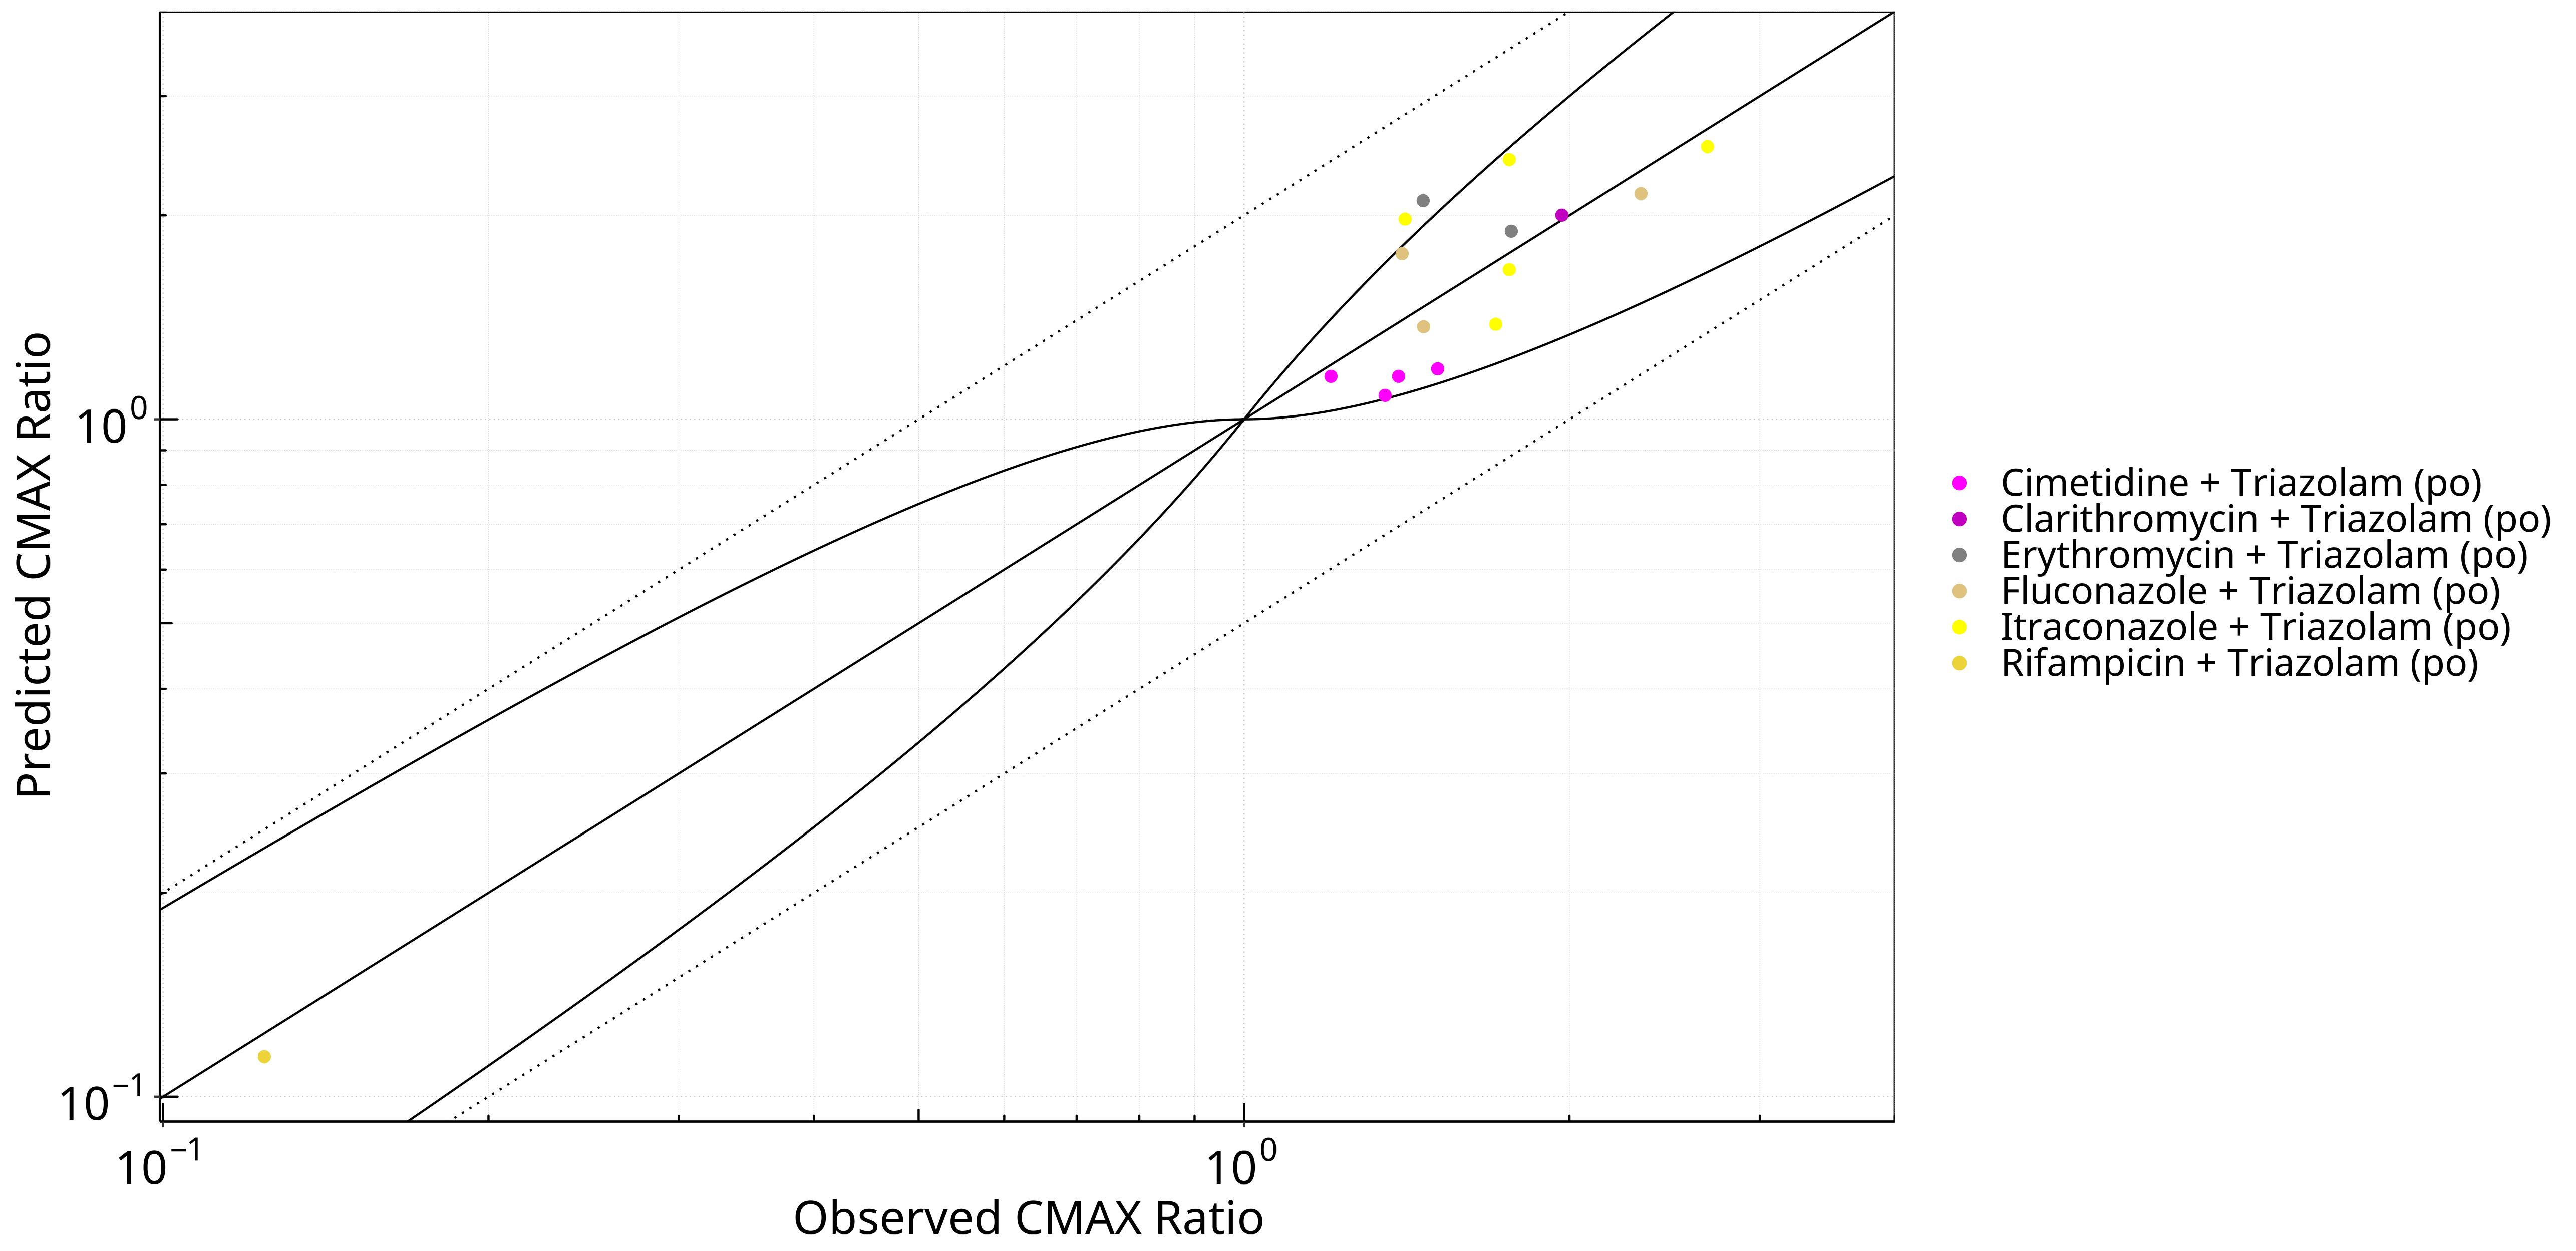 Predicted CMAX Ratio
10⁰
10⁻¹
10⁻¹
10⁰
Observed CMAX Ratio
Cimetidine + Triazolam (po)
Clarithromycin + Triazolam (po)
Erythromycin + Triazolam (po)
Fluconazole + Triazolam (po)
Itraconazole + Triazolam (po)
Rifampicin + Triazolam (po)